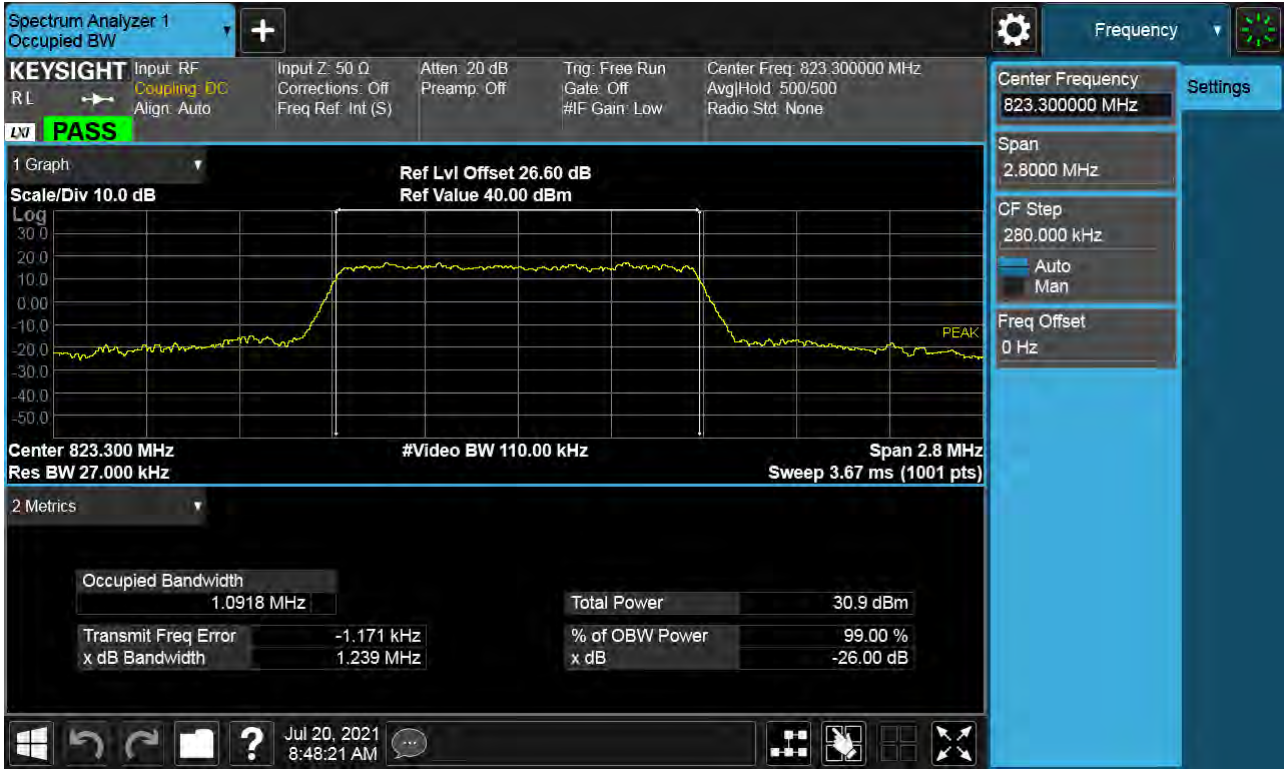 Spectrum Analyzer 1
Occupied BW
+
Frequency
KEYSIGHT
R L
LXI
PASS
Input: RF
Coupling: DC
Align: Auto
Input Z: 50 Ω
Corrections: Off
Freq Ref: Int (S)
Atten: 20 dB
Preamp: Off
Trig: Free Run
Gate: Off
#IF Gain: Low
Center Freq: 823.300000 MHz
Avg|Hold: 500/500
Radio Std: None
Center Frequency
823.300000 MHz
Settings
Span
2.8000 MHz
CF Step
280.000 kHz
Auto
Man
Freq Offset
0 Hz
1 Graph
Scale/Div 10.0 dB
Ref Lvl Offset 26.60 dB
Ref Value 40.00 dBm
Log
30.0
20.0
10.0
0.00
-10.0
-20.0
-30.0
-40.0
-50.0
PEAK
Center 823.300 MHz
#Video BW 110.00 kHz
Span 2.8 MHz
Res BW 27.000 kHz
Sweep 3.67 ms (1001 pts)
2 Metrics
Occupied Bandwidth
1.0918 MHz
Total Power 30.9 dBm
Transmit Freq Error -1.171 kHz
% of OBW Power 99.00 %
x dB Bandwidth 1.239 MHz
x dB -26.00 dB
?
Jul 20, 2021
8:48:21 AM